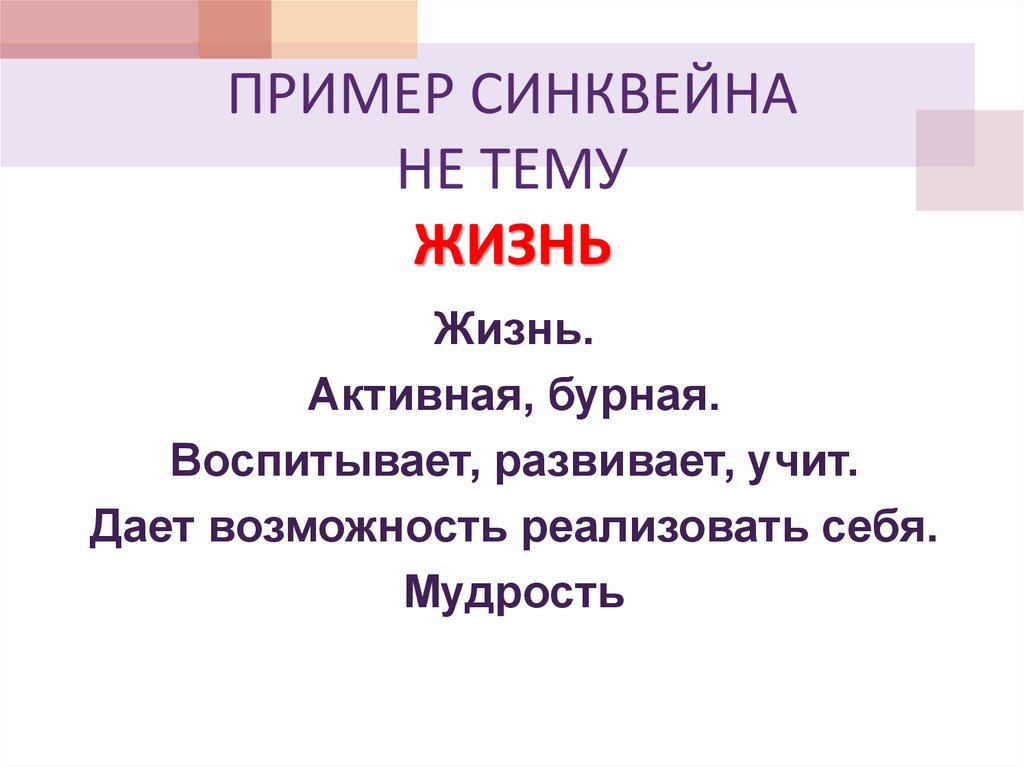 ПРИМЕР СИНКВЕЙНА
НЕ ТЕМУ
ЖИЗНЬ
Жизнь.
Активная, бурная.
Воспитывает, развивает, учит.
Дает возможность реализовать себя.
Мудрость